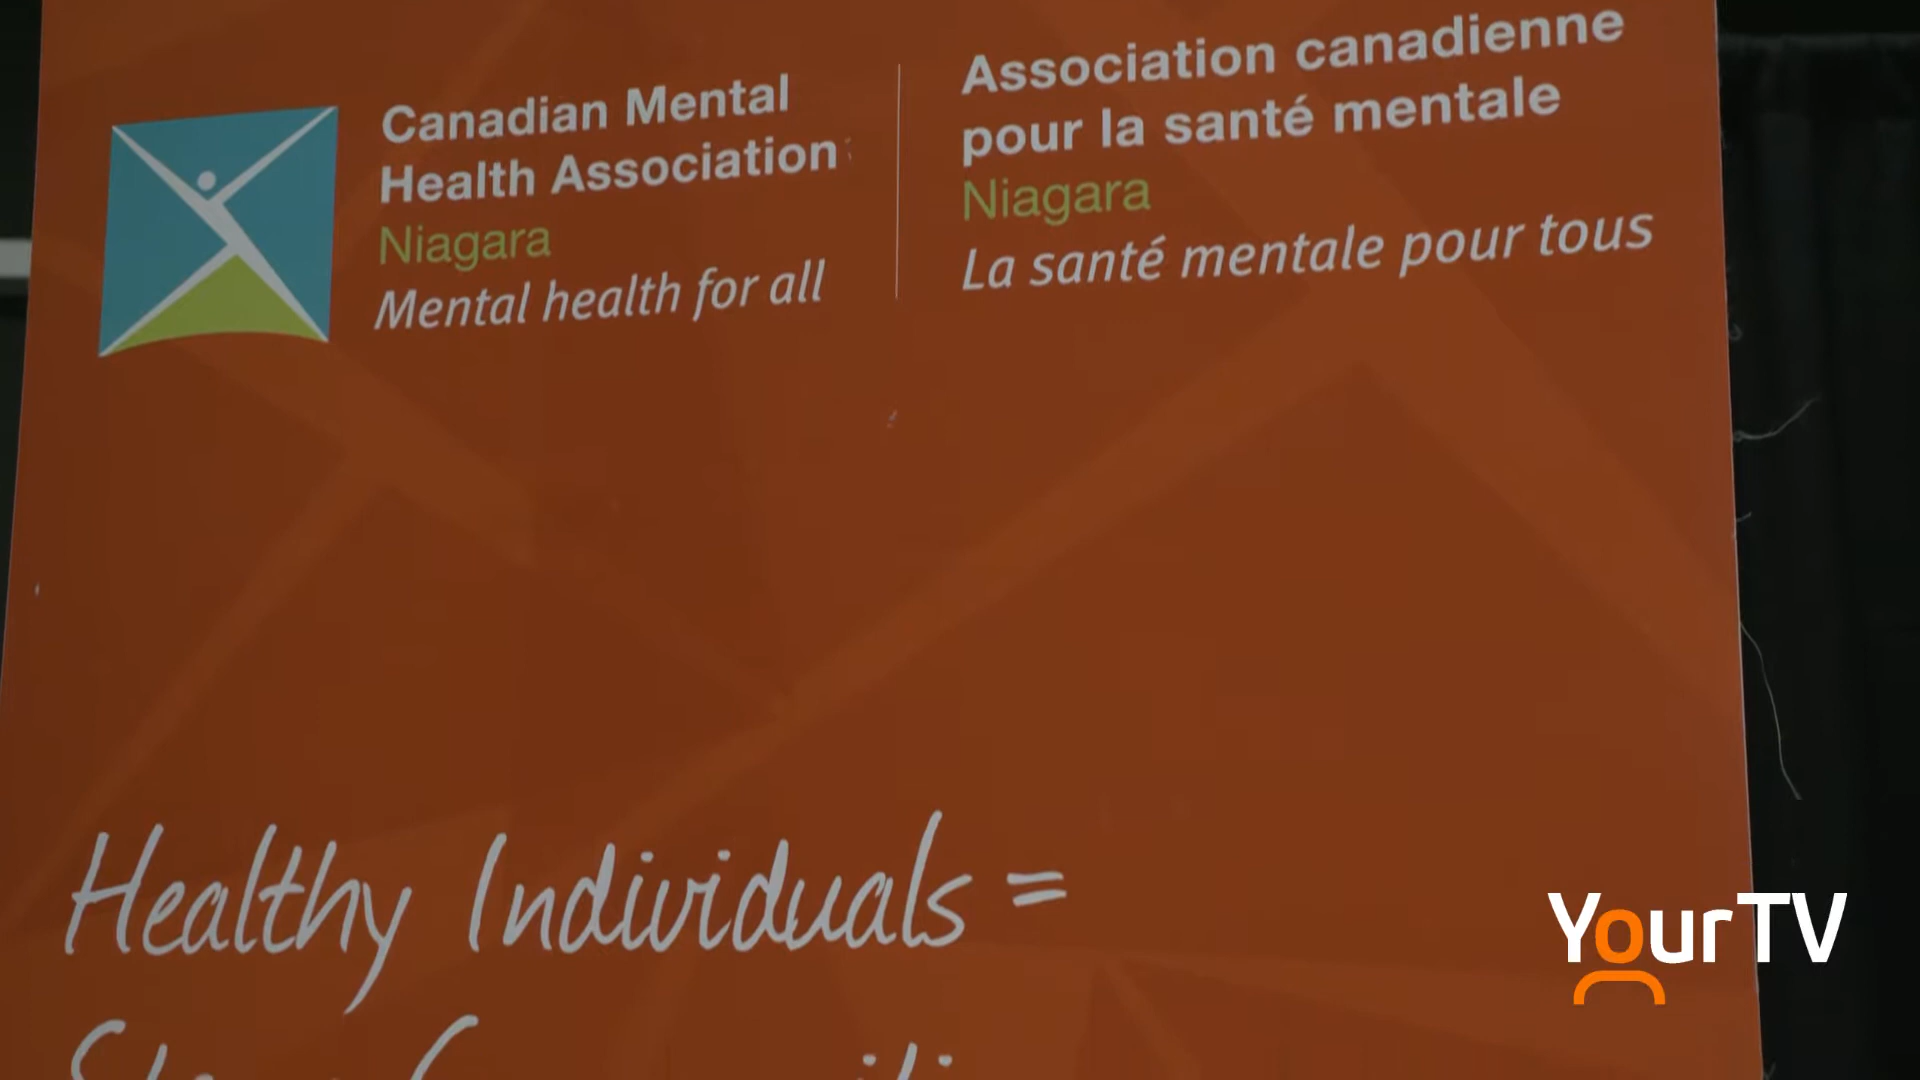 Canadian Mental
Health Association
Niagara
Mental health for all
Association canadienne
pour la santé mentale
Niagara
La santé mentale pour tous
Healthy Individuals =
YourTV